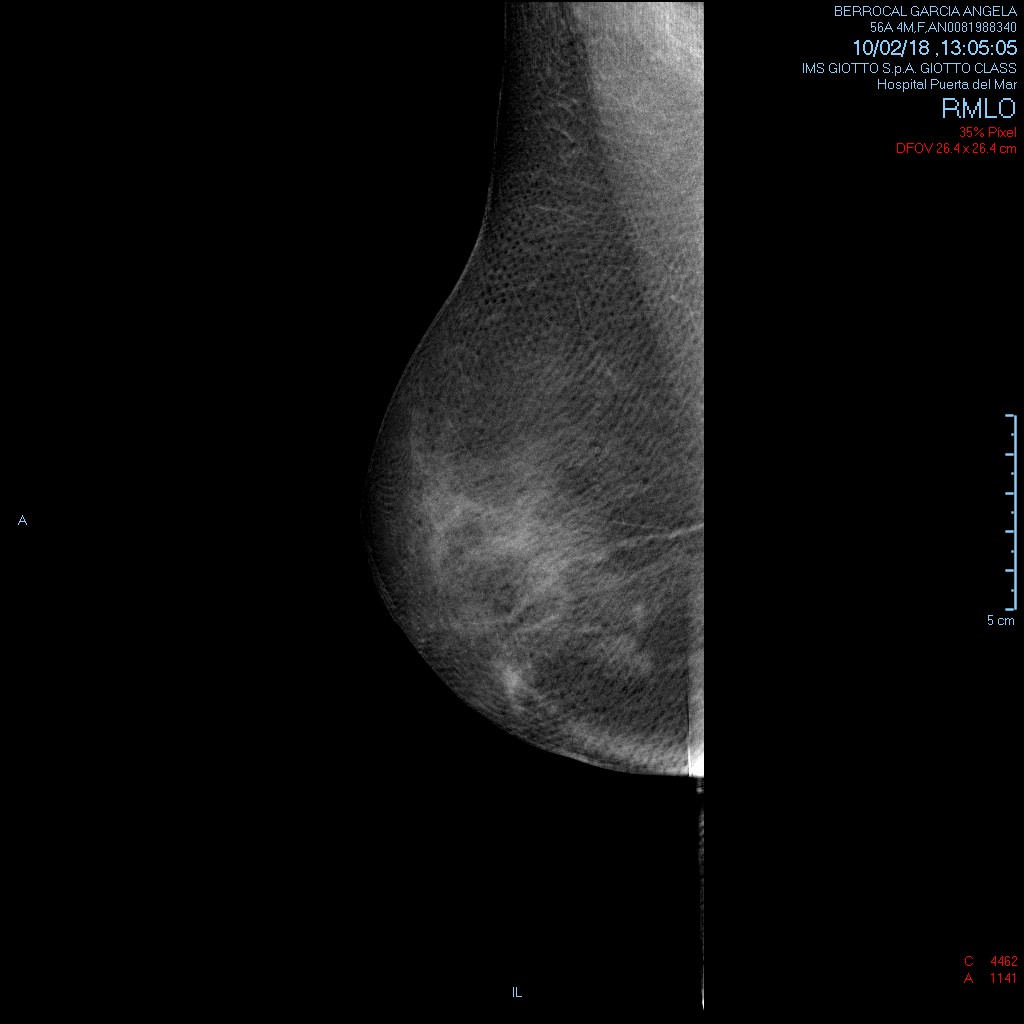 BERROCAL GARCIA ANGELA
56A 4M,F,AN0081988340
10/02/18 ,13:05:05
IMS GIOTTO S.p.A. GIOTTO CLASS
Hospital Puerta del Mar
RMLO
35% Pixel
DFOV 26.4 x 26.4 cm
A
5 cm
C 4462
A 1141
IL